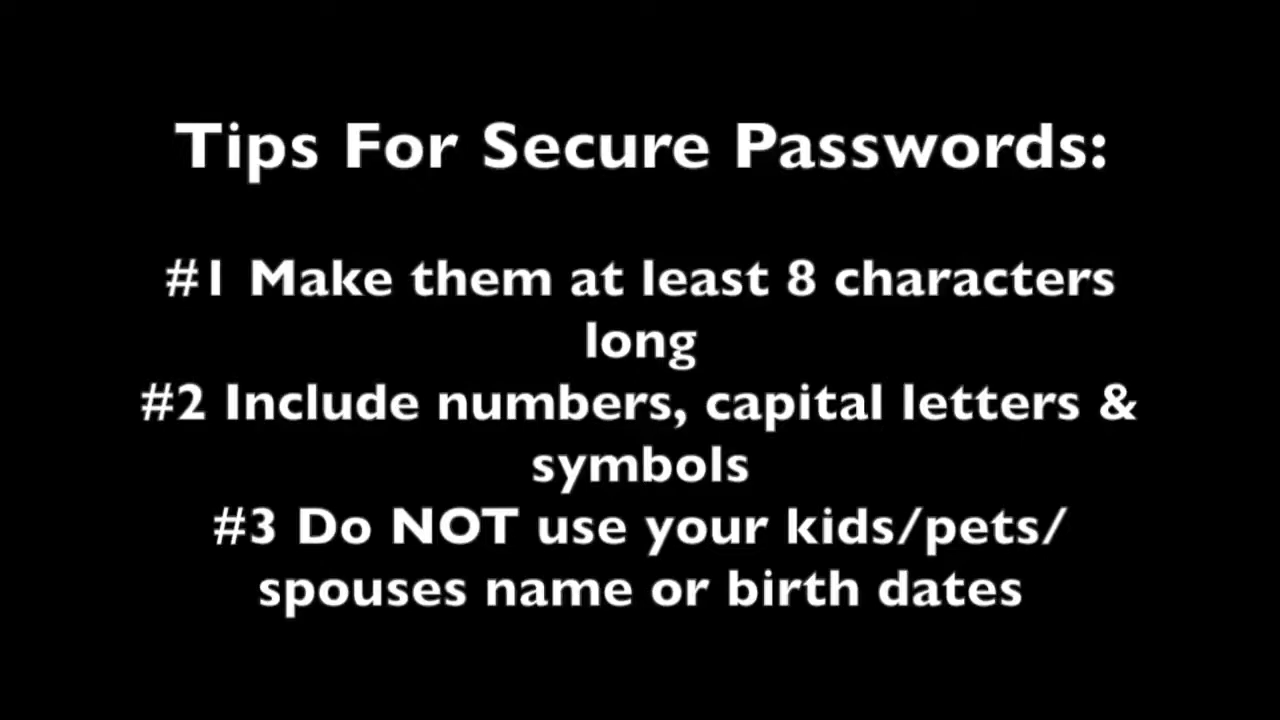 Tips For Secure Passwords:
#1 Make them at least 8 characters
long
#2 Include numbers, capital letters &
symbols
#3 Do NOT use your kids/pets/
spouses name or birth dates